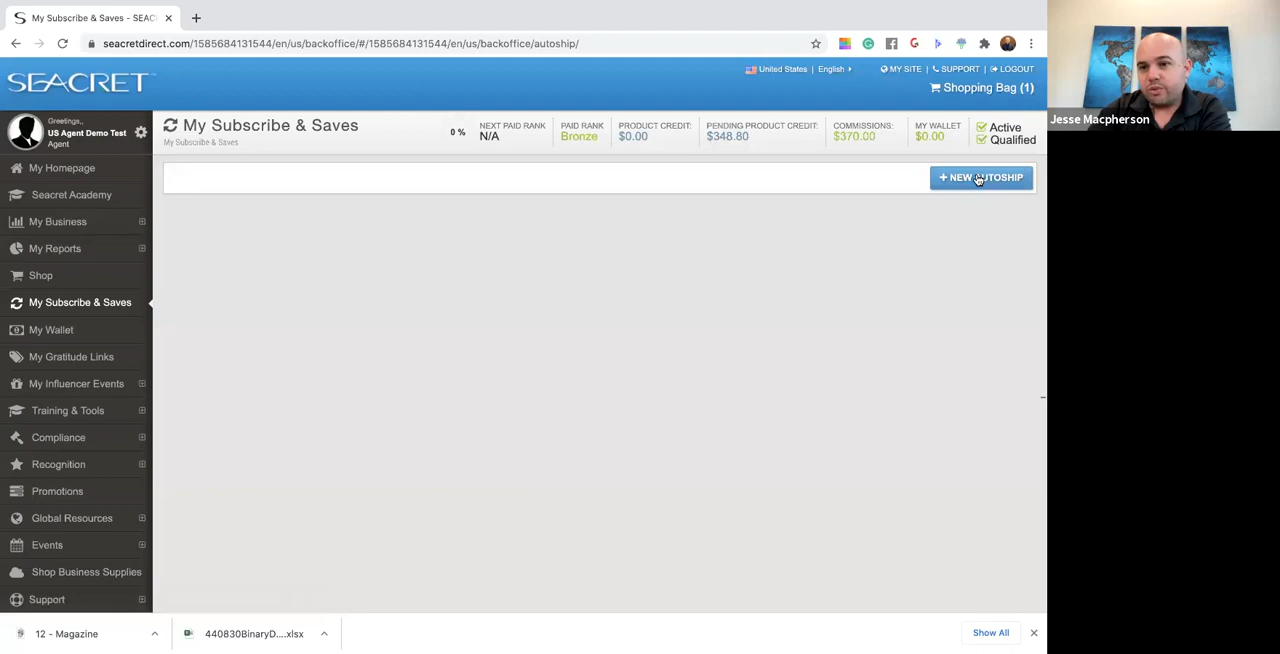 My Subscribe & Saves - SEAC
seacretdirect.com/1585684131544/en/us/backoffice/#/1585684131544/en/us/backoffice/autoship/
SEACRET
United States | English
MY SITE | SUPPORT | LOGOUT
Shopping Bag (1)
Greetings,,
US Agent Demo Test
Agent
My Subscribe & Saves
My Subscribe & Saves
0 %
NEXT PAID RANK
N/A
PAID RANK
Bronze
PRODUCT CREDIT:
$0.00
PENDING PRODUCT CREDIT:
$348.80
COMMISSIONS:
$370.00
MY WALLET
$0.00
Active
Qualified
Jesse Macpherson
+ NEW AUTOSHIP
My Homepage
Seacret Academy
My Business
My Reports
Shop
My Subscribe & Saves
My Wallet
My Gratitude Links
My Influencer Events
Training & Tools
Compliance
Recognition
Promotions
Global Resources
Events
Shop Business Supplies
Support
12 - Magazine
440830BinaryD....xlsx
Show All